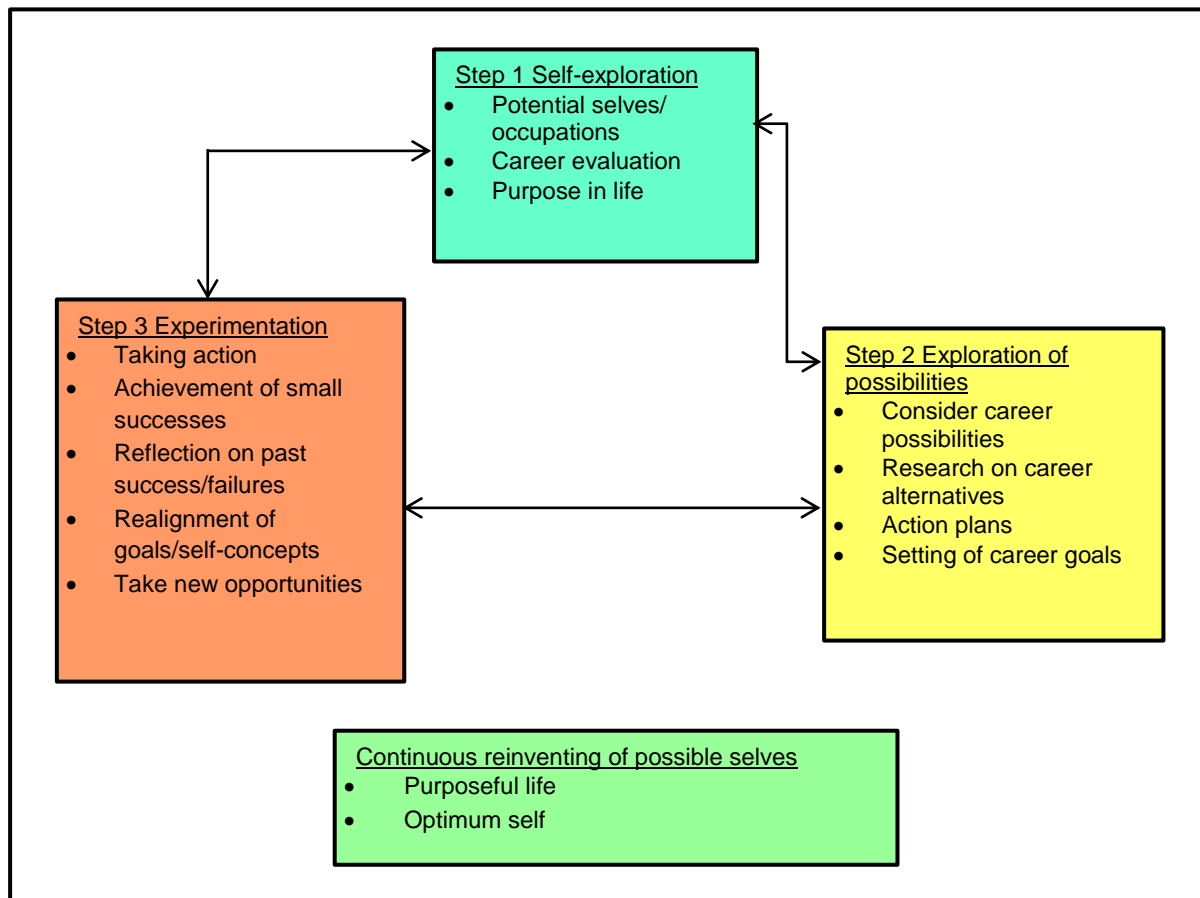 Step 1 Self-exploration
• Potential selves/
occupations
• Career evaluation
• Purpose in life
Step 3 Experimentation
• Taking action
• Achievement of small
successes
• Reflection on past
success/failures
• Realignment of
goals/self-concepts
• Take new opportunities
Step 2 Exploration of
possibilities
• Consider career
possibilities
• Research on career
alternatives
• Action plans
• Setting of career goals
Continuous reinventing of possible selves
• Purposeful life
• Optimum self